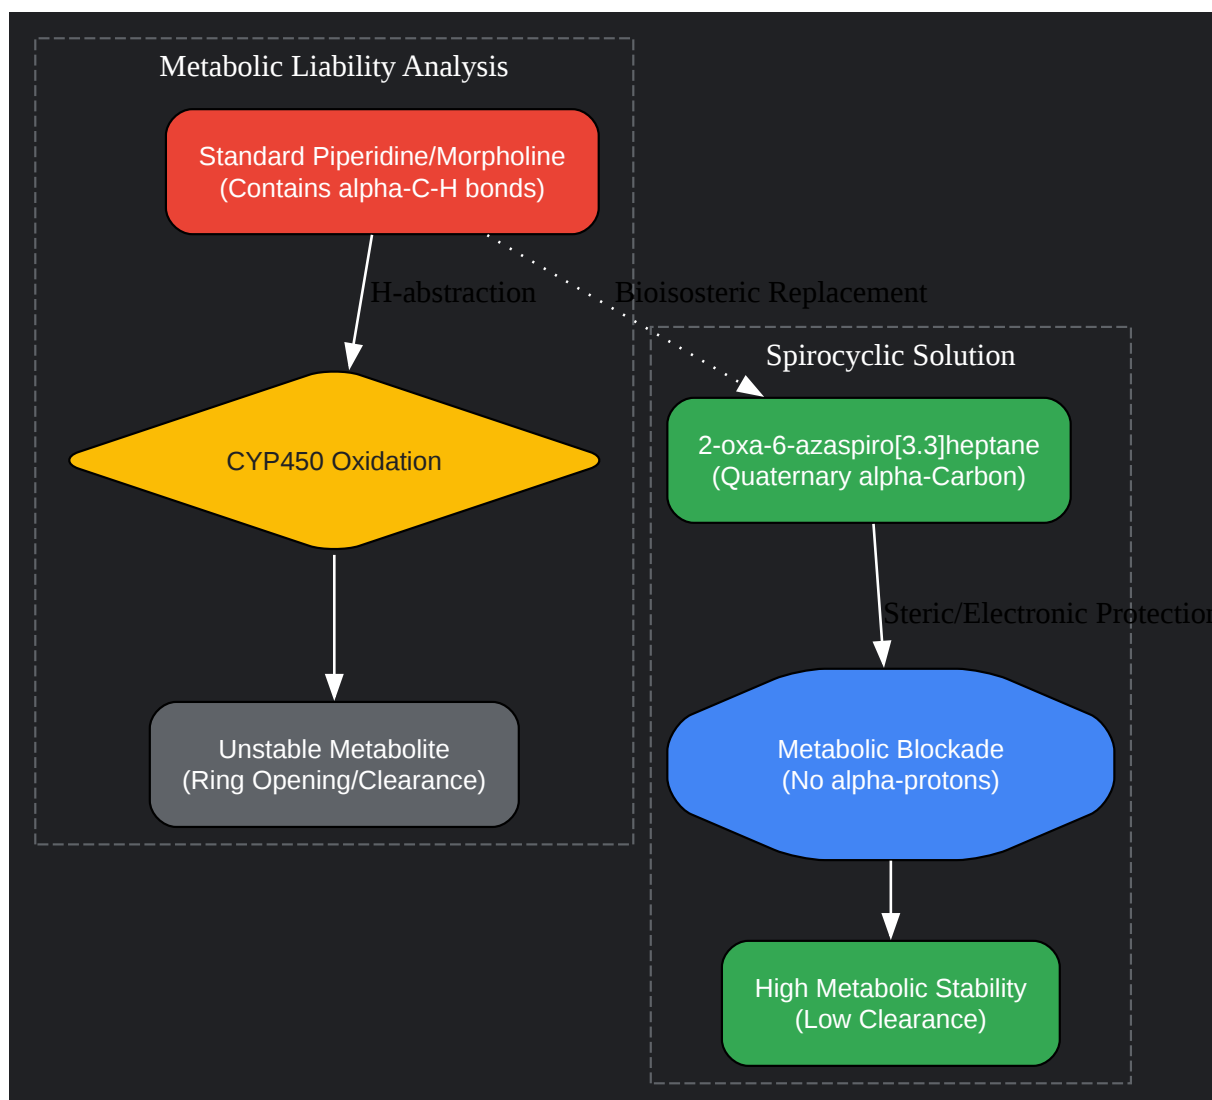 Metabolic Liability Analysis
Standard Piperidine/Morpholine
(Contains alpha-C-H bonds)
H-abstraction
Bioisosteric Replacement
CYP450 Oxidation
Unstable Metabolite
(Ring Opening/Clearance)
Spirocyclic Solution
2-oxa-6-azaspiro[3.3]heptane
(Quaternary alpha-Carbon)
Steric/Electronic Protection
Metabolic Blockade
(No alpha-protons)
High Metabolic Stability
(Low Clearance)